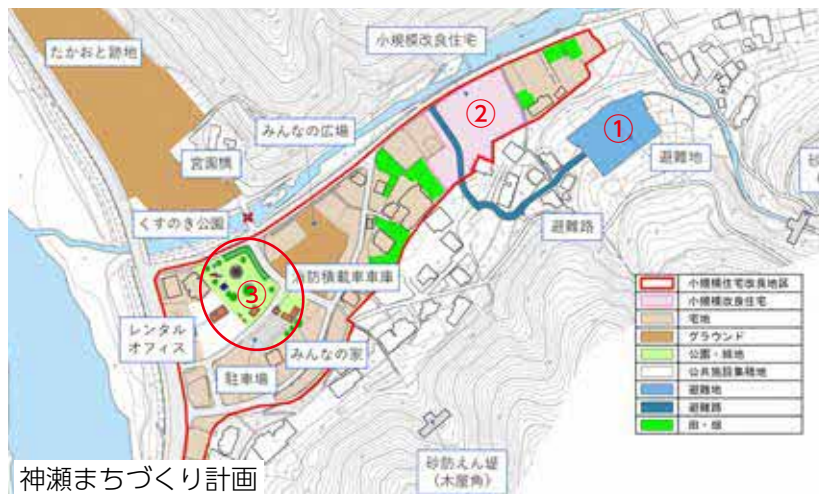 小規模改良住宅
たかおと跡地
みんなの広場
宮園橋
くすのき公園
②
①
避難地
避難路
③
消防積載車車庫
レンタル
オフィス
みんなの家
駐車場
砂防えん堤
(木屋角)
小規模住宅改良地区
小規模改良住宅
宅地
グラウンド
公園・緑地
公共施設集積地
避難地
避難路
田・畑
神瀬まちづくり計画